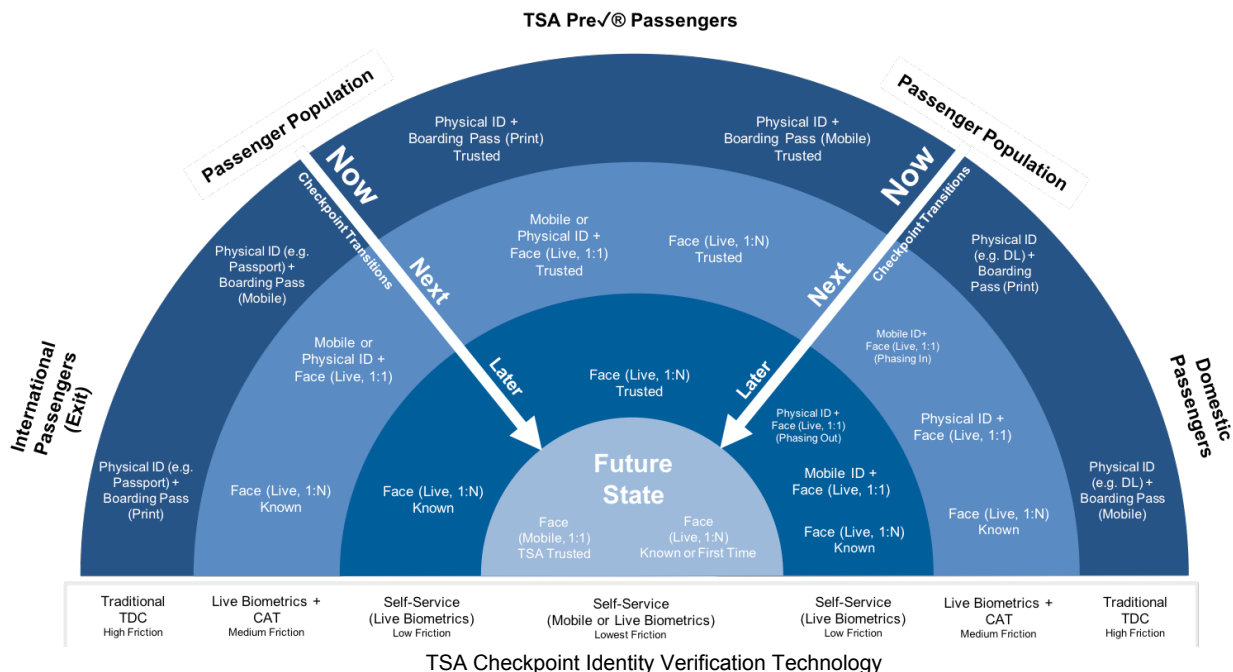 TSA Pre✓® Passengers
Passenger Population
Passenger Population
Now
Now
Checkpoint Transitions
Checkpoint Transitions
Physical ID +
Boarding Pass (Print)
Trusted
Physical ID +
Boarding Pass (Mobile)
Trusted
Physical ID (e.g.
Passport) +
Boarding Pass
(Mobile)
Mobile or
Physical ID +
Face (Live, 1:1)
Trusted
Face (Live, 1:N)
Trusted
Physical ID
(e.g. DL) +
Boarding
Pass (Print)
Next
Next
Mobile or
Physical ID +
Face (Live, 1:1)
Mobile ID+
Face (Live, 1:1)
(Phasing In)
Later
Later
Face (Live, 1:N)
Trusted
International
Passengers
(Exit)
Domestic
Passengers
Physical ID +
Face (Live, 1:1)
(Phasing Out)
Physical ID +
Face (Live, 1:1)
Physical ID (e.g.
Passport) +
Boarding Pass
(Print)
Face (Live, 1:N)
Known
Face (Live, 1:N)
Known
Future
State
Face
(Mobile, 1:1)
TSA Trusted
Face
(Live, 1:N)
Known or First Time
Mobile ID +
Face (Live, 1:1)
Face (Live, 1:N)
Known
Face (Live, 1:N)
Known
Physical ID
(e.g. DL) +
Boarding Pass
(Mobile)
Traditional
TDC
High Friction
Live Biometrics +
CAT
Medium Friction
Self-Service
(Live Biometrics)
Low Friction
Self-Service
(Mobile or Live Biometrics)
Lowest Friction
Self-Service
(Live Biometrics)
Low Friction
Live Biometrics +
CAT
Medium Friction
Traditional
TDC
High Friction
TSA Checkpoint Identity Verification Technology